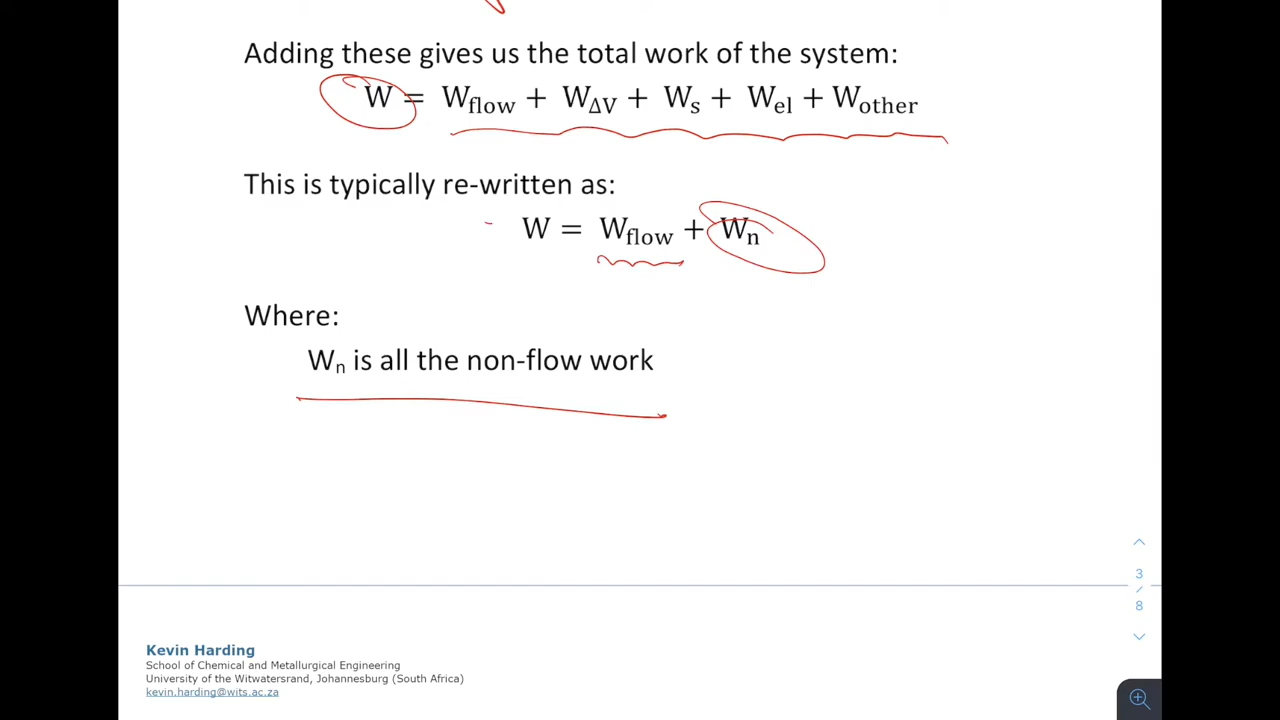 Adding these gives us the total work of the system:
W = W_flow + W_ΔV + W_s + W_el + W_other
This is typically re-written as:
W = W_flow + W_n
Where:
W_n is all the non-flow work
3
/
8
Kevin Harding
School of Chemical and Metallurgical Engineering
University of the Witwatersrand, Johannesburg (South Africa)
kevin.harding@wits.ac.za